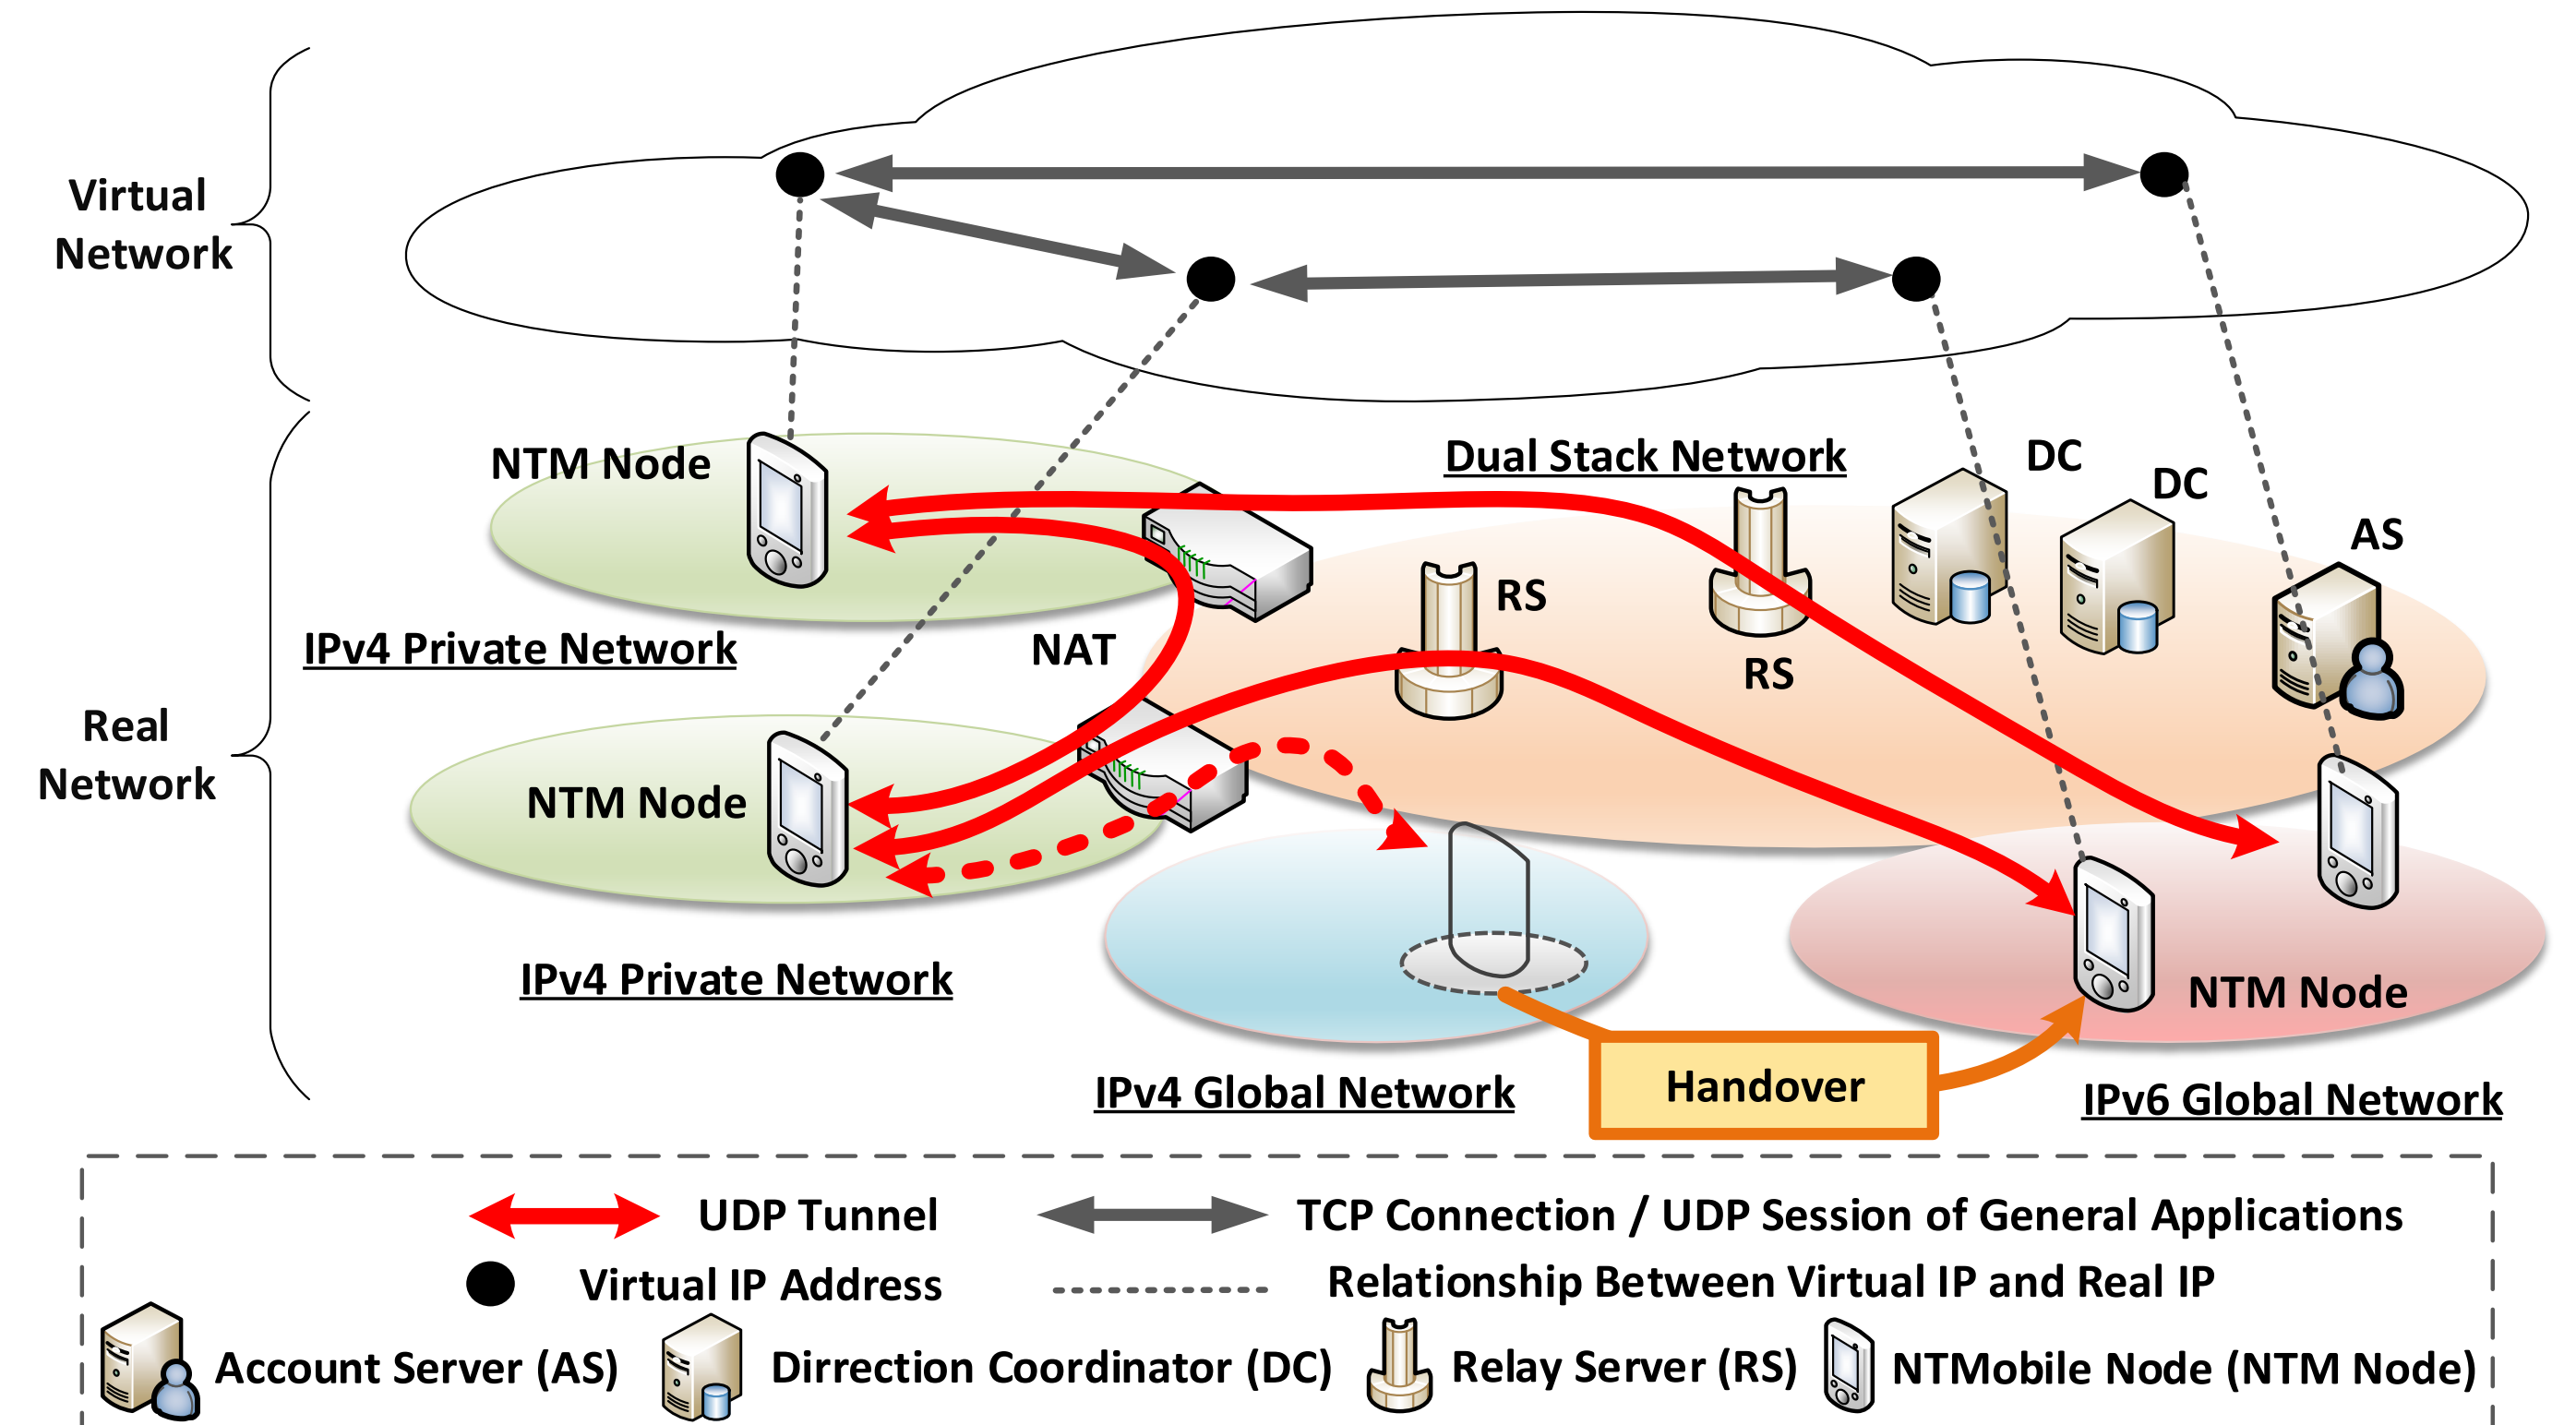 Virtual
Network
NTM Node
Dual Stack Network
DC
DC
AS
RS
RS
IPv4 Private Network
NAT
Real
Network
NTM Node
IPv4 Private Network
NTM Node
IPv4 Global Network
Handover
IPv6 Global Network
UDP Tunnel
TCP Connection / UDP Session of General Applications
Virtual IP Address
Relationship Between Virtual IP and Real IP
Account Server (AS)
Dirrection Coordinator (DC)
Relay Server (RS)
NTMobile Node (NTM Node)